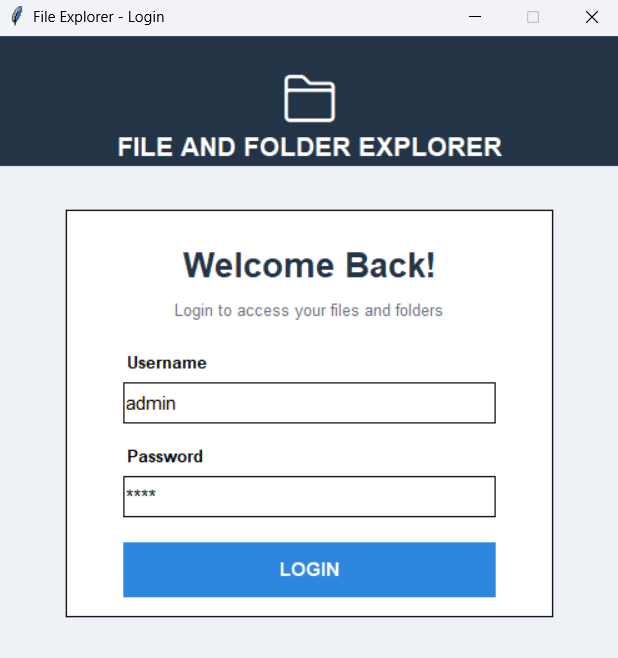 File Explorer - Login
FILE AND FOLDER EXPLORER
Welcome Back!
Login to access your files and folders
Username
admin
Password
****
LOGIN